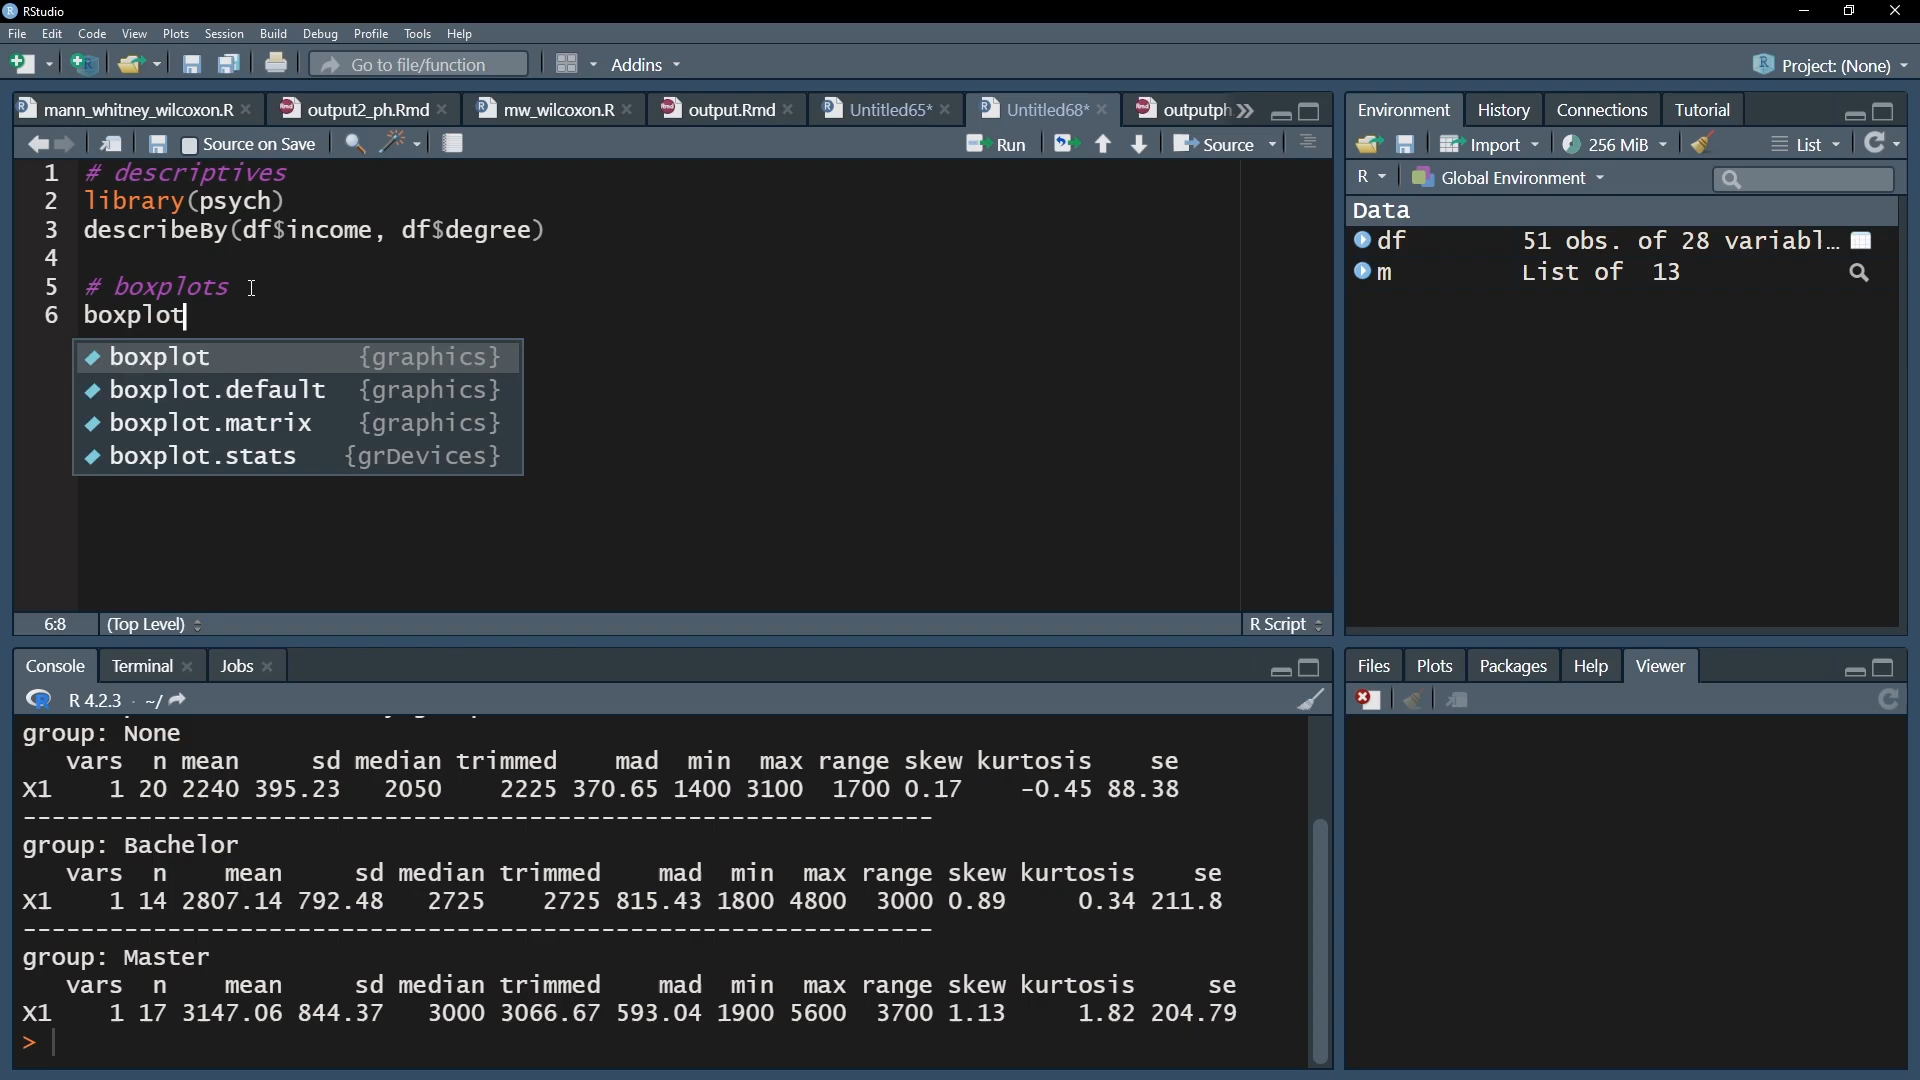 RStudio
File Edit Code View Plots Session Build Debug Profile Tools Help
Go to file/function Addins Project: (None)
mann_whitney_wilcoxon.R output2_ph.Rmd mw_wilcoxon.R output.Rmd Untitled65* Untitled68* outputph
Source on Save Run Source
1 # descriptives
2 library(psych)
3 describeBy(df$income, df$degree)
4
5 # boxplots
6 boxplot
boxplot {graphics}
boxplot.default {graphics}
boxplot.matrix {graphics}
boxplot.stats {grDevices}
6:8 (Top Level) R Script
Environment History Connections Tutorial
Import 256 MiB List
R Global Environment
Data
df 51 obs. of 28 variabl…
m List of 13
Console Terminal Jobs
R 4.2.3 · ~/
group: None
vars n mean sd median trimmed mad min max range skew kurtosis se
X1 1 20 2240 395.23 2050 2225 370.65 1400 3100 1700 0.17 -0.45 88.38
----------------------------------------------------------------
group: Bachelor
vars n mean sd median trimmed mad min max range skew kurtosis se
X1 1 14 2807.14 792.48 2725 2725 815.43 1800 4800 3000 0.89 0.34 211.8
----------------------------------------------------------------
group: Master
vars n mean sd median trimmed mad min max range skew kurtosis se
X1 1 17 3147.06 844.37 3000 3066.67 593.04 1900 5600 3700 1.13 1.82 204.79
>
Files Plots Packages Help Viewer